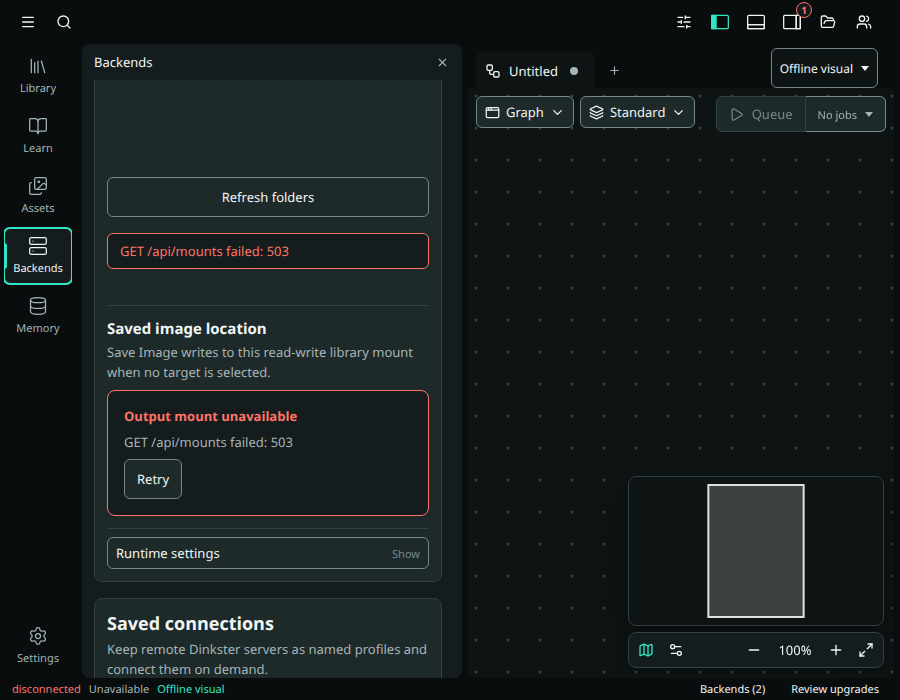 1
Library
Learn
Assets
Backends
Memory
Settings
Backends
Refresh folders
GET /api/mounts failed: 503
Saved image location
Save Image writes to this read-write library mount
when no target is selected.
Output mount unavailable
GET /api/mounts failed: 503
Retry
Runtime settings Show
Saved connections
Keep remote Dinkster servers as named profiles and
connect them on demand.
Untitled
Offline visual
Graph
Standard
Queue
No jobs
100%
disconnected Unavailable Offline visual
Backends (2) Review upgrades